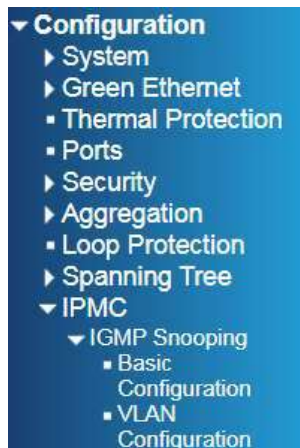 Configuration
System
Green Ethernet
Thermal Protection
Ports
Security
Aggregation
Loop Protection
Spanning Tree
IPMC
IGMP Snooping
Basic
Configuration
VLAN
Configuration